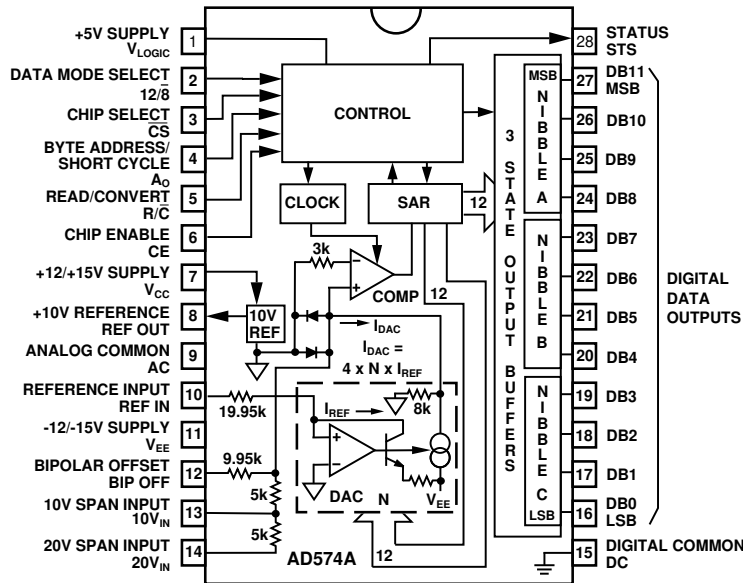 +5V SUPPLY
VLOGIC
1
DATA MODE SELECT
12/8̅
2
CHIP SELECT
C̅S̅
3
BYTE ADDRESS/
SHORT CYCLE
AO
4
READ/CONVERT
R/C̅
5
CHIP ENABLE
CE
6
+12/+15V SUPPLY
VCC
7
+10V REFERENCE
REF OUT
8
ANALOG COMMON
AC
9
REFERENCE INPUT
REF IN
10
-12/-15V SUPPLY
VEE
11
BIPOLAR OFFSET
BIP OFF
12
10V SPAN INPUT
10VIN
13
20V SPAN INPUT
20VIN
14
CONTROL
CLOCK
SAR
12
3k
COMP
12
10V
REF
IDAC
IDAC =
4 x N x IREF
19.95k
IREF
8k
9.95k
5k
5k
DAC
N
VEE
12
AD574A
3 STATE OUTPUT BUFFERS
MSB
NIBBLE A
NIBBLE B
NIBBLE C
LSB
28
STATUS
STS
27
DB11
MSB
26
DB10
25
DB9
24
DB8
23
DB7
22
DB6
21
DB5
20
DB4
19
DB3
18
DB2
17
DB1
16
DB0
LSB
15
DIGITAL COMMON
DC
DIGITAL
DATA
OUTPUTS